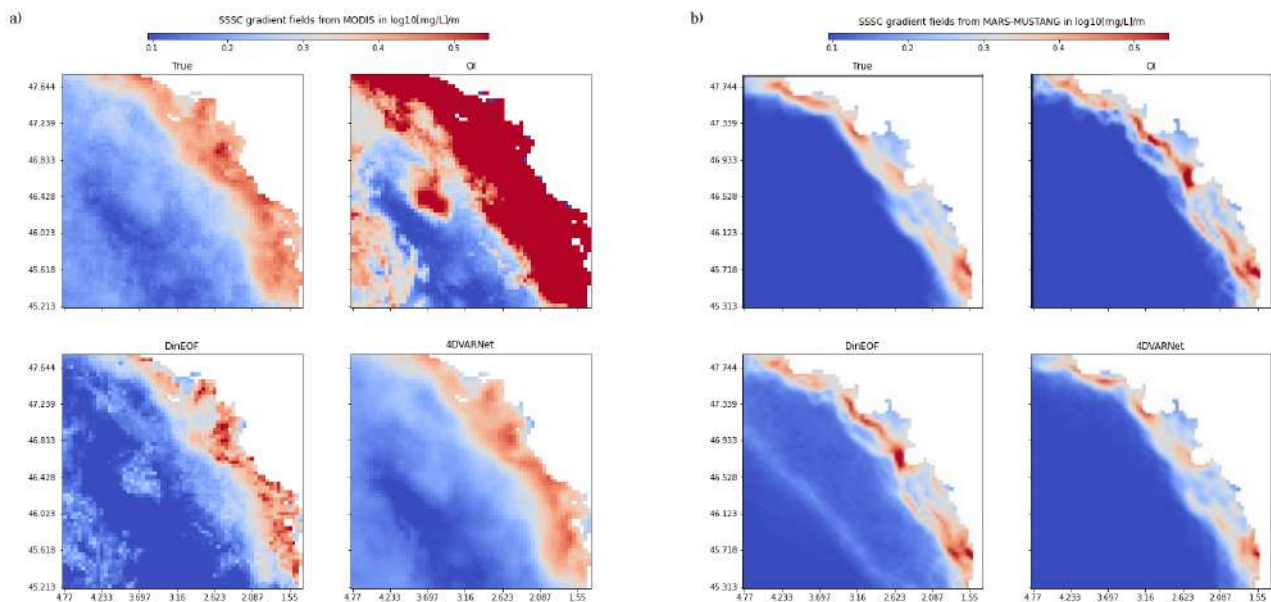 a)
SSSC gradient fields from MODIS in log10[mg/L]/m
0.1 0.2 0.3 0.4 0.5
True OI
47.644
47.239
46.833
46.428
46.023
45.618
45.213
DinEOF 4DVARNet
47.644
47.239
46.833
46.428
46.023
45.618
45.213
4.77 4.233 3.697 3.16 2.623 2.087 1.55 4.77 4.233 3.697 3.16 2.623 2.087 1.55
b)
SSSC gradient fields from MARS-MUSTANG in log10[mg/L]/m
0.1 0.2 0.3 0.4 0.5
True OI
47.744
47.339
46.933
46.528
46.123
45.718
45.313
DinEOF 4DVARNet
47.744
47.339
46.933
46.528
46.123
45.718
45.313
4.77 4.233 3.697 3.16 2.623 2.087 1.55 4.77 4.233 3.697 3.16 2.623 2.087 1.55